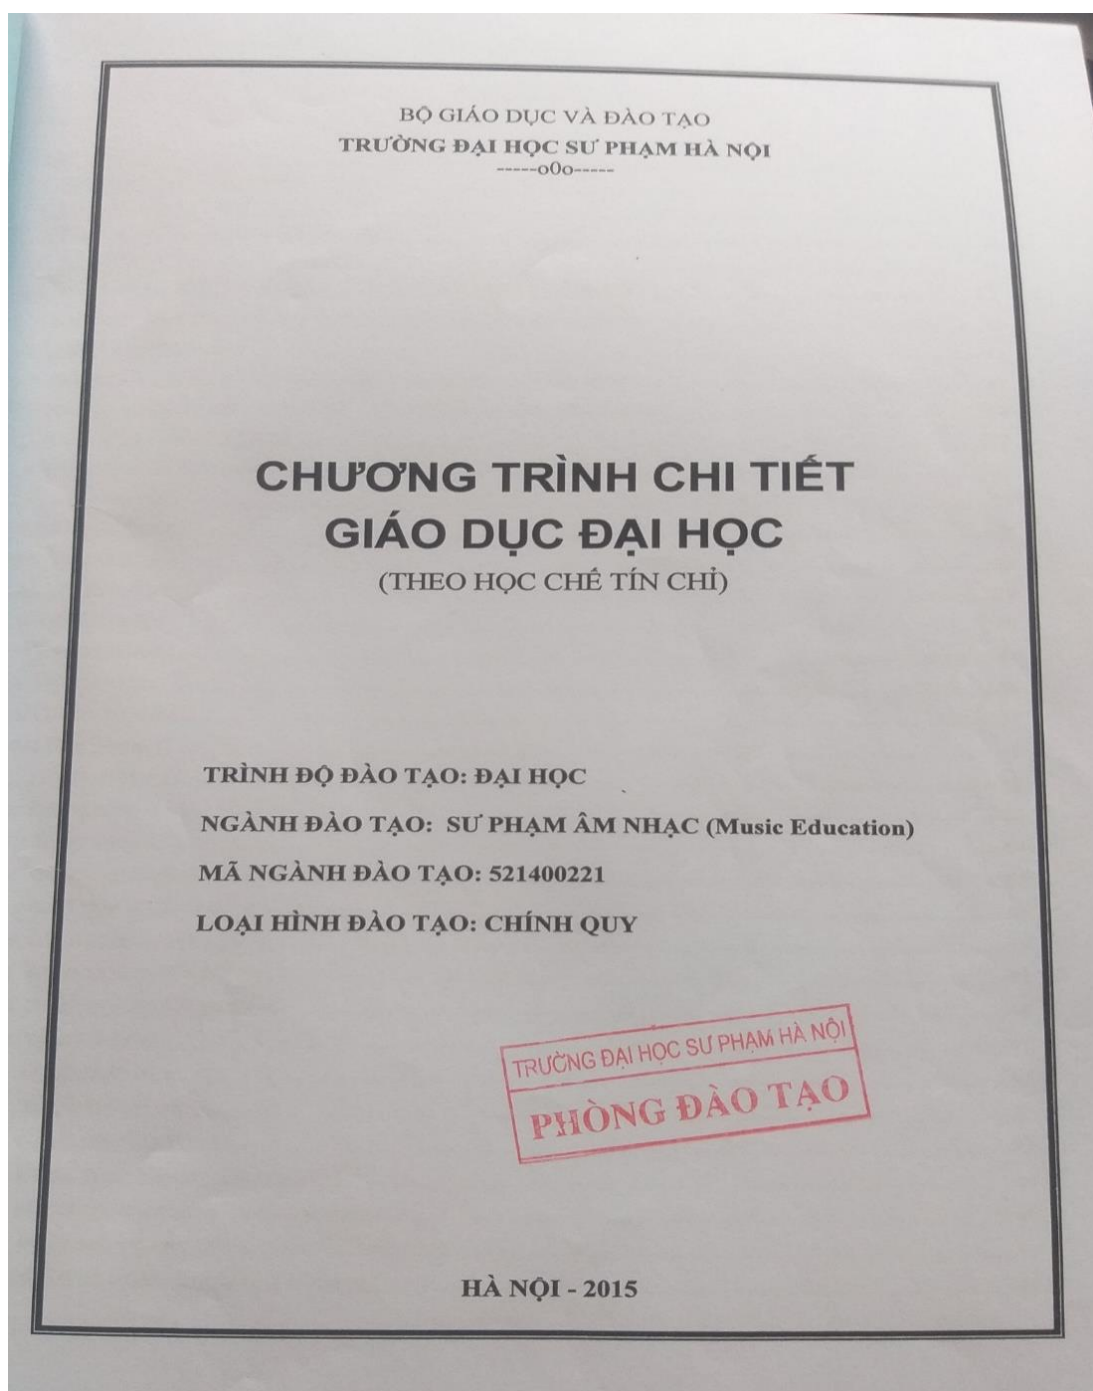 BỘ GIÁO DỤC VÀ ĐÀO TẠO
TRƯỜNG ĐẠI HỌC SƯ PHẠM HÀ NỘI
-----o0o-----
CHƯƠNG TRÌNH CHI TIẾT
GIÁO DỤC ĐẠI HỌC
(THEO HỌC CHẾ TÍN CHỈ)
TRÌNH ĐỘ ĐÀO TẠO: ĐẠI HỌC
NGÀNH ĐÀO TẠO: SƯ PHẠM ÂM NHẠC (Music Education)
MÃ NGÀNH ĐÀO TẠO: 521400221
LOẠI HÌNH ĐÀO TẠO: CHÍNH QUY
TRƯỜNG ĐẠI HỌC SƯ PHẠM HÀ NỘI
PHÒNG ĐÀO TẠO
HÀ NỘI - 2015